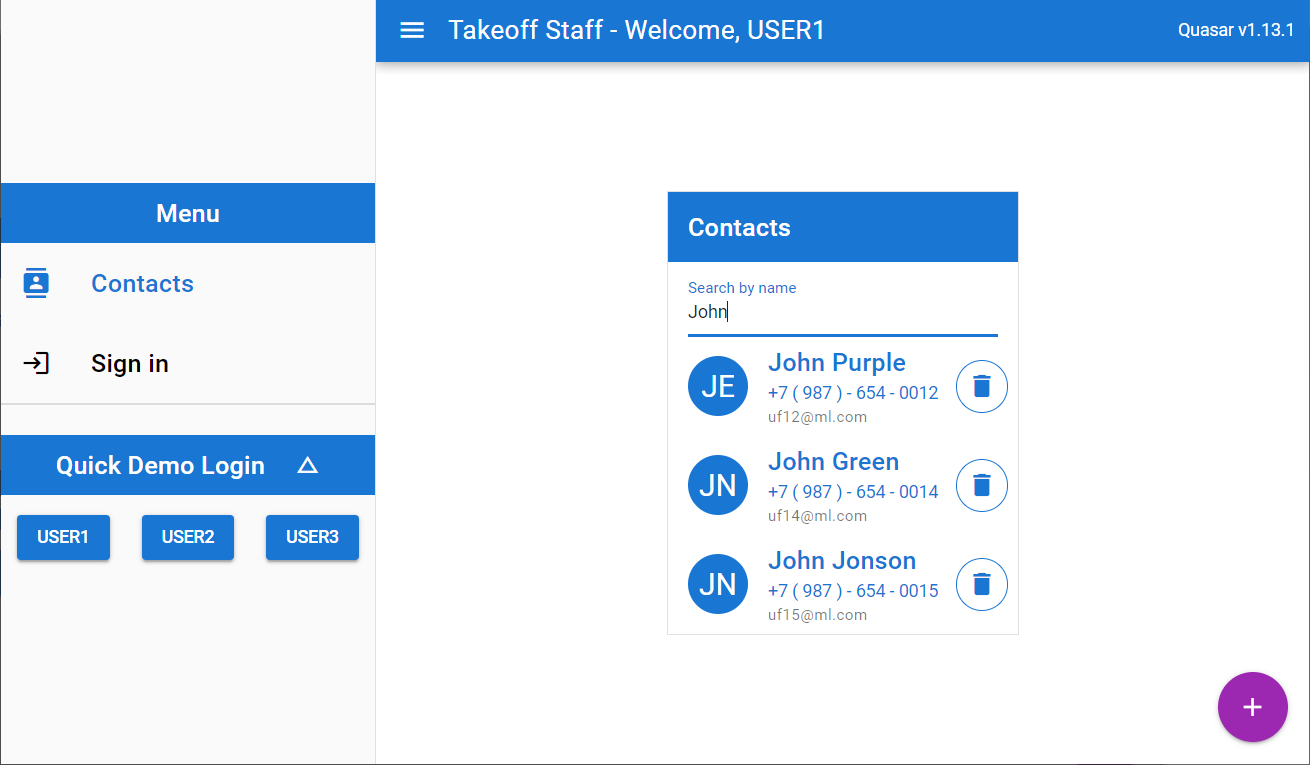 Takeoff Staff - Welcome, USER1
Quasar v1.13.1
Menu
Contacts
Sign in
Quick Demo Login
USER1 USER2 USER3
Contacts
Search by name
John
JE
John Purple
+7 ( 987 ) - 654 - 0012
uf12@ml.com
JN
John Green
+7 ( 987 ) - 654 - 0014
uf14@ml.com
JN
John Jonson
+7 ( 987 ) - 654 - 0015
uf15@ml.com